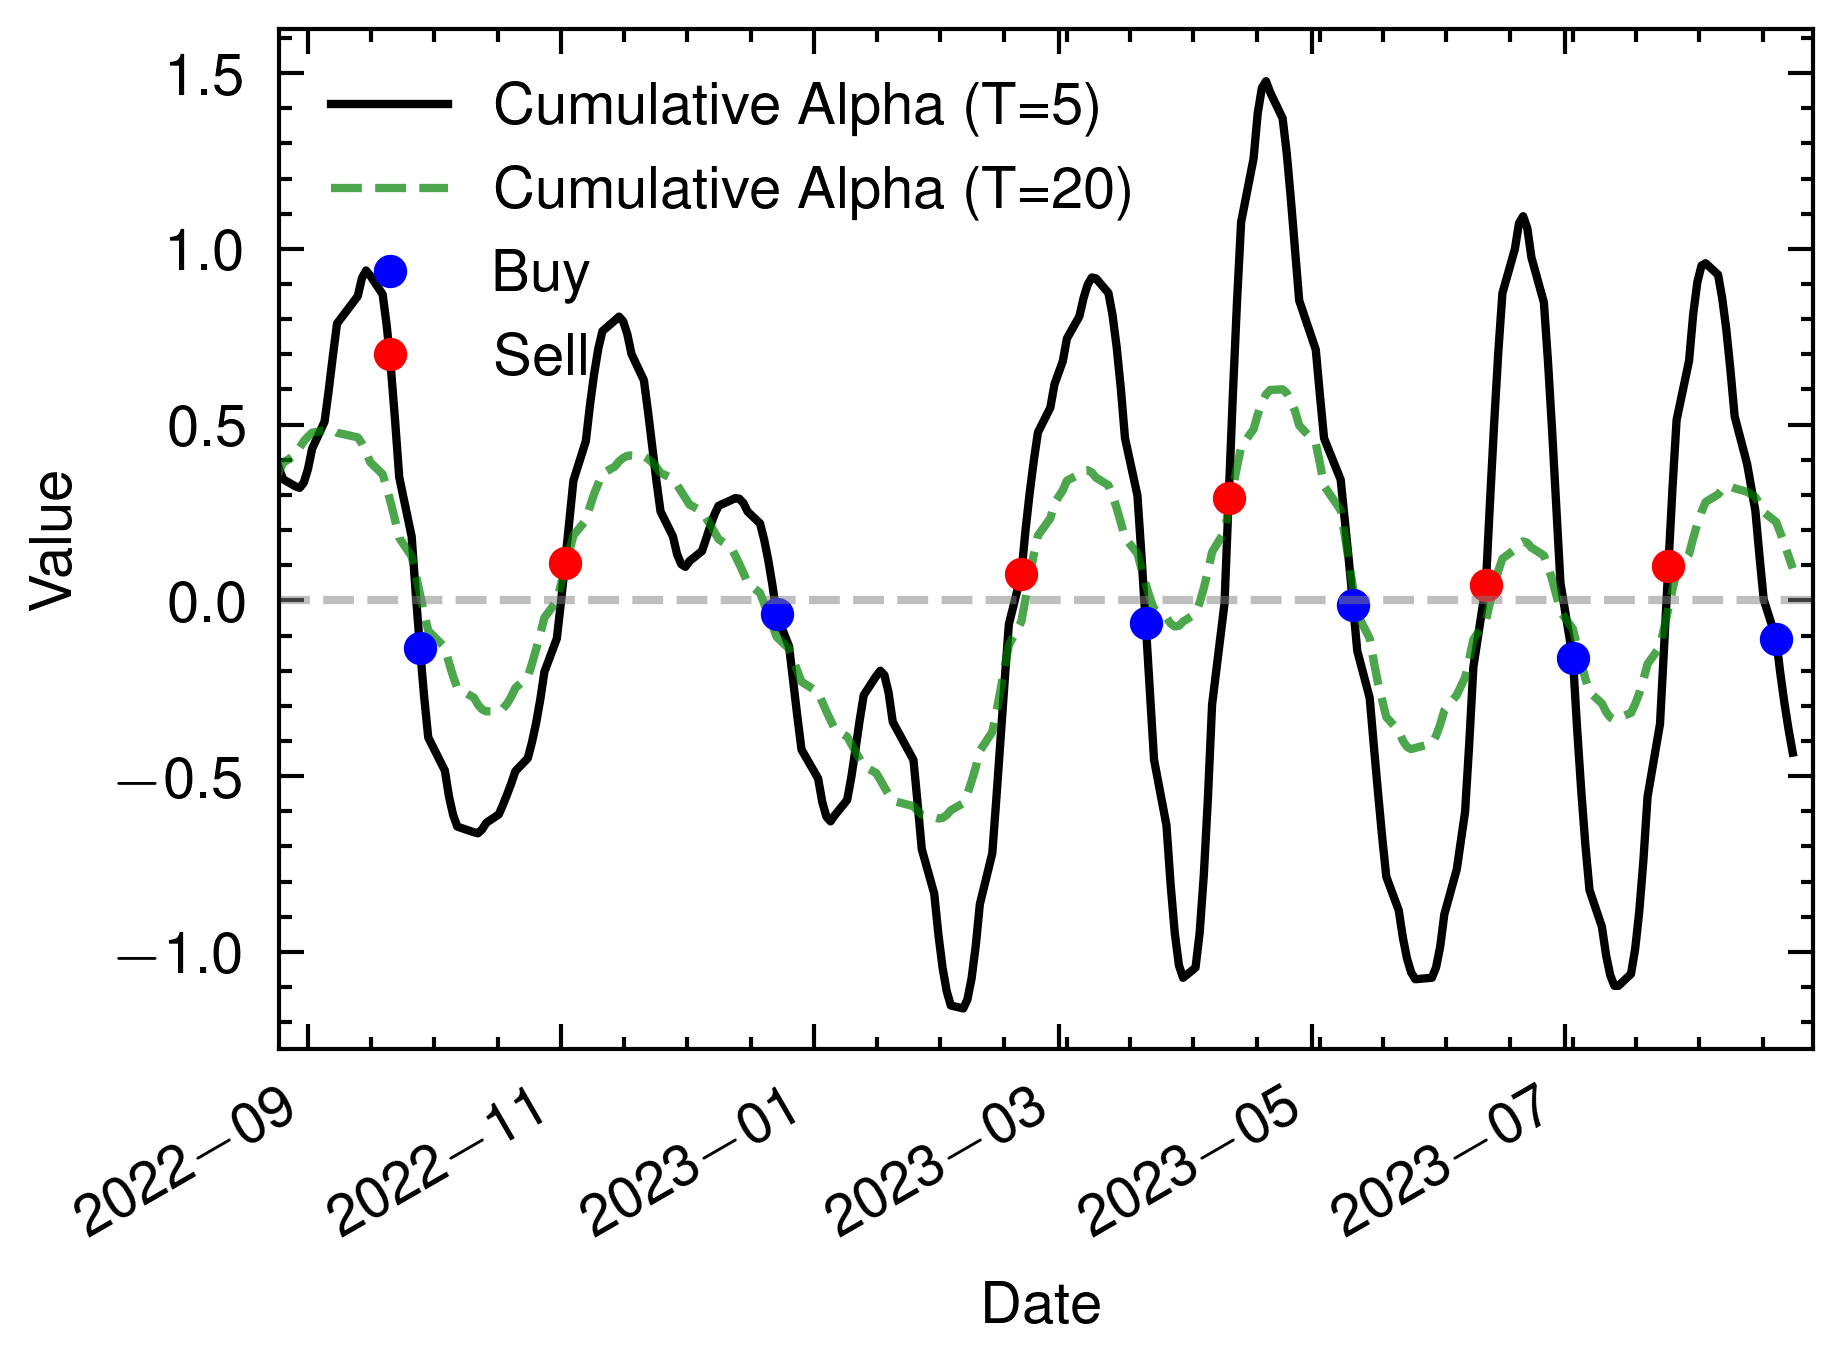 Cumulative Alpha (T=5)
Cumulative Alpha (T=20)
Buy
Sell
Value
1.5
1.0
0.5
0.0
−0.5
−1.0
2022−09
2022−11
2023−01
2023−03
2023−05
2023−07
Date